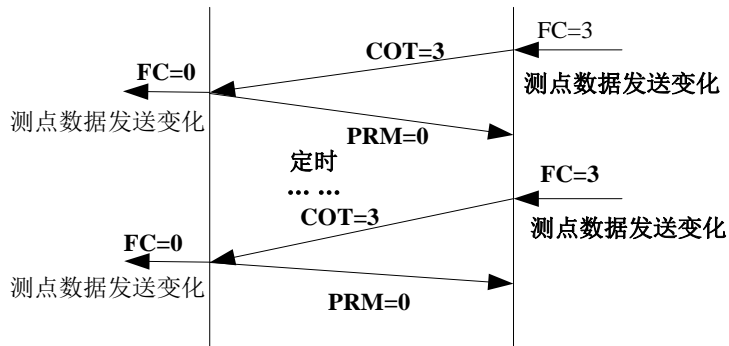 FC=3
COT=3
FC=0
测点数据发送变化
测点数据发送变化
PRM=0
定时
... ...
FC=3
COT=3
测点数据发送变化
FC=0
测点数据发送变化
PRM=0